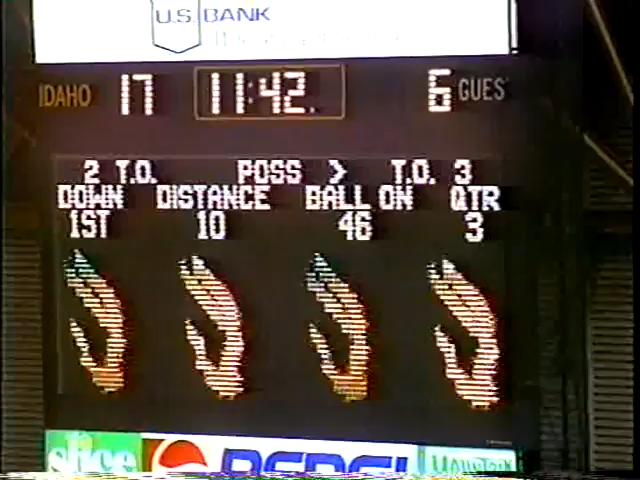 U.S. BANK
IDAHO 17 11:42. 6 GUES
2 T.O. POSS > T.O. 3
DOWN DISTANCE BALL ON QTR
1ST 10 46 3
slice PEPSI Mountain